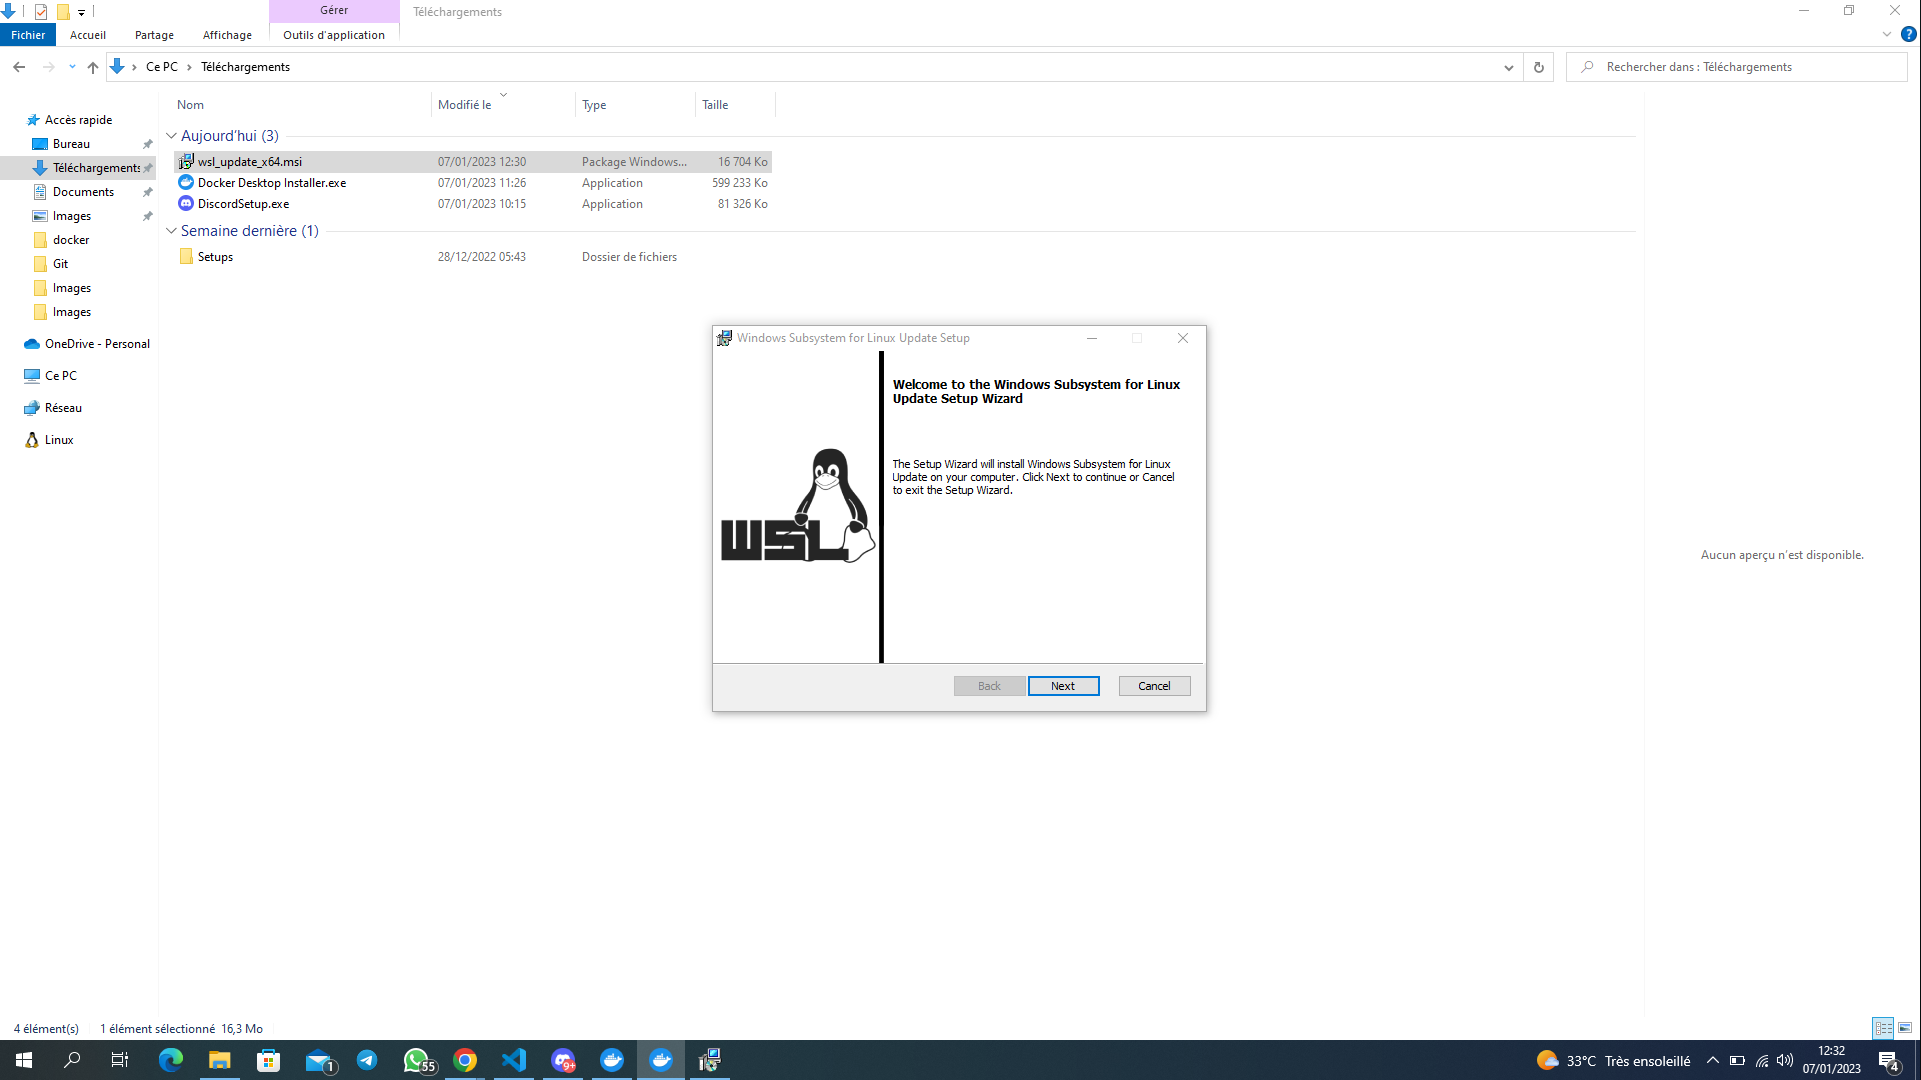 Gérer
Téléchargements
Fichier
Accueil
Partage
Affichage
Outils d'application
Ce PC
Téléchargements
Rechercher dans : Téléchargements
Nom
Modifié le
Type
Taille
Accès rapide
Bureau
Téléchargements
Documents
Images
docker
Git
Images
Images
OneDrive - Personal
Ce PC
Réseau
Linux
Aujourd'hui (3)
wsl_update_x64.msi 07/01/2023 12:30 Package Windows... 16 704 Ko
Docker Desktop Installer.exe 07/01/2023 11:26 Application 599 233 Ko
DiscordSetup.exe 07/01/2023 10:15 Application 81 326 Ko
Semaine dernière (1)
Setups 28/12/2022 05:43 Dossier de fichiers
Windows Subsystem for Linux Update Setup
Welcome to the Windows Subsystem for Linux
Update Setup Wizard
The Setup Wizard will install Windows Subsystem for Linux
Update on your computer. Click Next to continue or Cancel
to exit the Setup Wizard.
WSL
Back
Next
Cancel
Aucun aperçu n'est disponible.
4 élément(s)
1 élément sélectionné 16,3 Mo
1
55
9+
33°C Très ensoleillé
12:32
07/01/2023
4